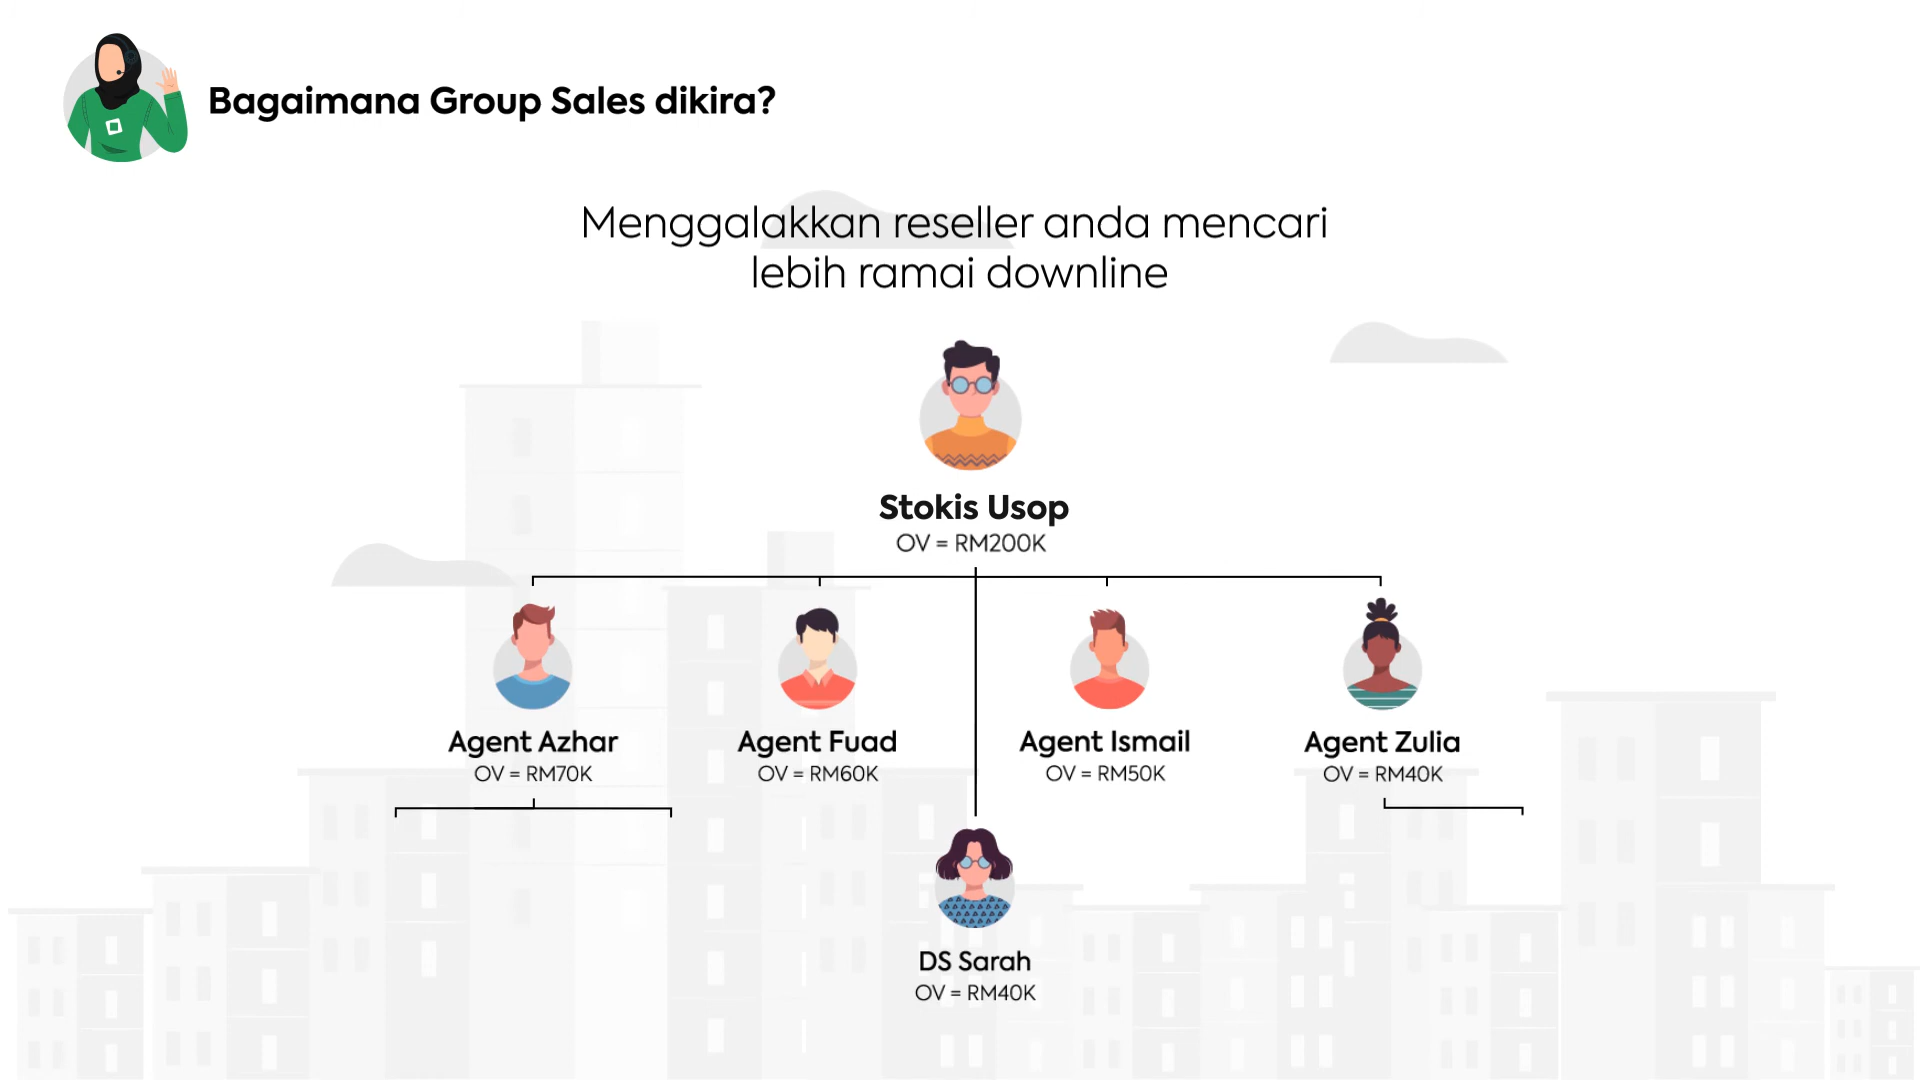 Bagaimana Group Sales dikira?
Menggalakkan reseller anda mencari
lebih ramai downline
Stokis Usop
OV = RM200K
Agent Azhar
OV = RM70K
Agent Fuad
OV = RM60K
Agent Ismail
OV = RM50K
Agent Zulia
OV = RM40K
DS Sarah
OV = RM40K